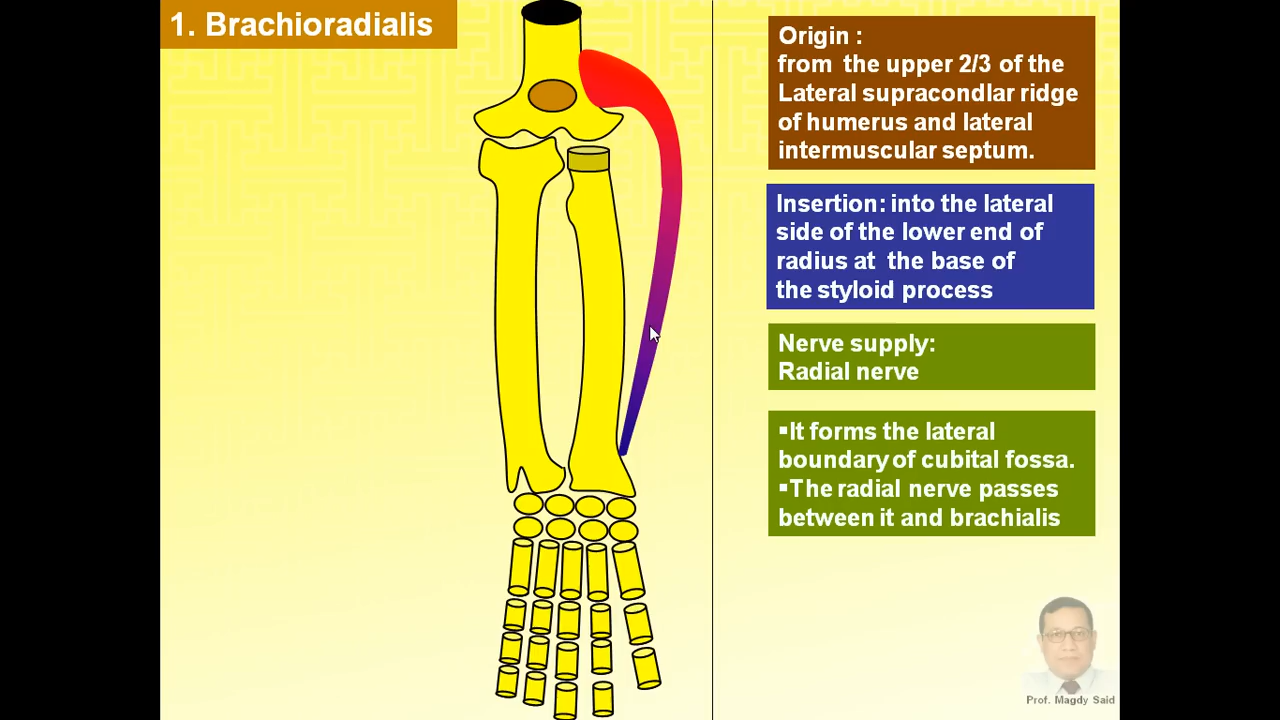 1. Brachioradialis
Origin :
from the upper 2/3 of the
Lateral supracondlar ridge
of humerus and lateral
intermuscular septum.
Insertion: into the lateral
side of the lower end of
radius at the base of
the styloid process
Nerve supply:
Radial nerve
▪It forms the lateral
boundary of cubital fossa.
▪The radial nerve passes
between it and brachialis
Prof. Magdy Said